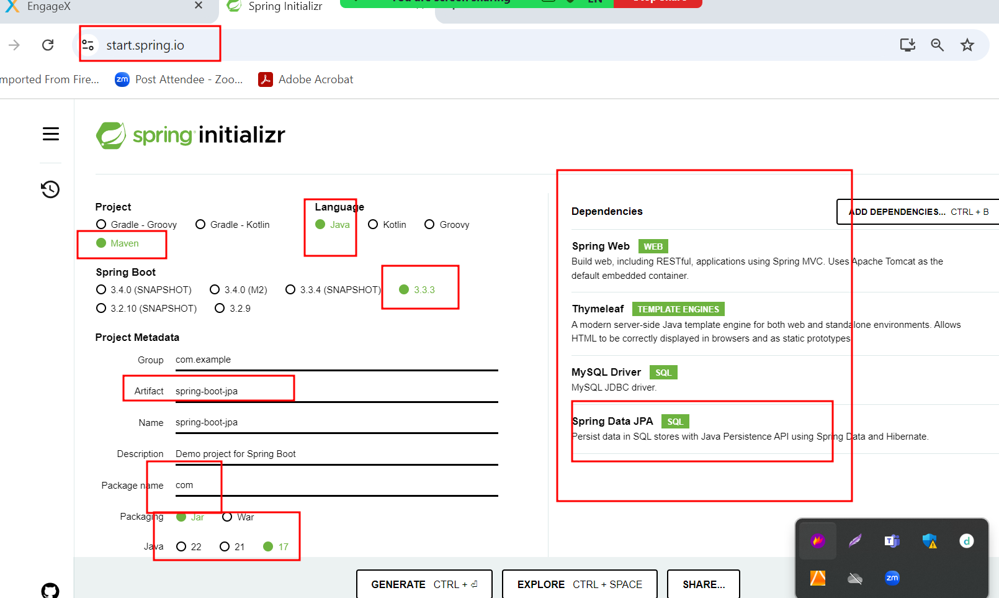 EngageX
Spring Initializr
You are screen sharing
EN
Stop Share
start.spring.io
mported From Fire...
zm
Post Attendee - Zoo...
Adobe Acrobat
spring initializr
Project
Gradle - Groovy
Gradle - Kotlin
Maven
Language
Java
Kotlin
Groovy
Spring Boot
3.4.0 (SNAPSHOT)
3.4.0 (M2)
3.3.4 (SNAPSHOT)
3.3.3
3.2.10 (SNAPSHOT)
3.2.9
Project Metadata
Group com.example
Artifact spring-boot-jpa
Name spring-boot-jpa
Description Demo project for Spring Boot
Package name com
Packaging Jar War
Java 22 21 17
Dependencies
ADD DEPENDENCIES... CTRL + B
Spring Web WEB
Build web, including RESTful, applications using Spring MVC. Uses Apache Tomcat as the
default embedded container.
Thymeleaf TEMPLATE ENGINES
A modern server-side Java template engine for both web and standalone environments. Allows
HTML to be correctly displayed in browsers and as static prototypes.
MySQL Driver SQL
MySQL JDBC driver.
Spring Data JPA SQL
Persist data in SQL stores with Java Persistence API using Spring Data and Hibernate.
GENERATE CTRL + ⏎
EXPLORE CTRL + SPACE
SHARE...
T
d
zm